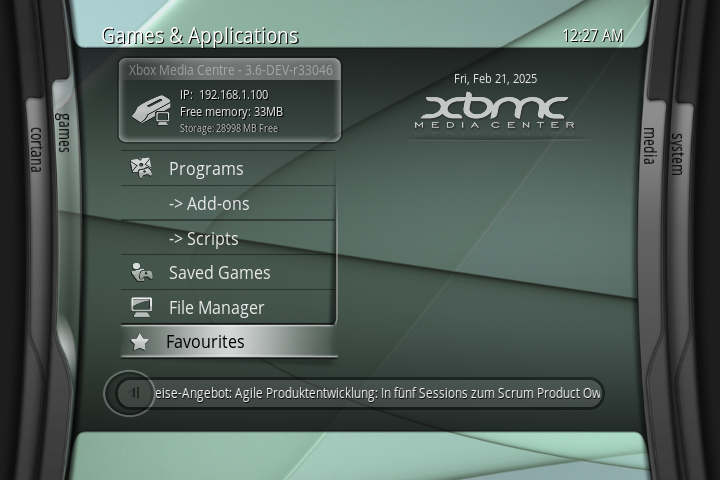 Games & Applications
12:27 AM
Xbox Media Centre - 3.6-DEV-r33046
IP: 192.168.1.100
Free memory: 33MB
Storage: 28998 MB Free
Fri, Feb 21, 2025
xbmc
MEDIA CENTER
cortana
games
media
system
Programs
-> Add-ons
-> Scripts
Saved Games
File Manager
Favourites
eise-Angebot: Agile Produktentwicklung: In fünf Sessions zum Scrum Product Ow